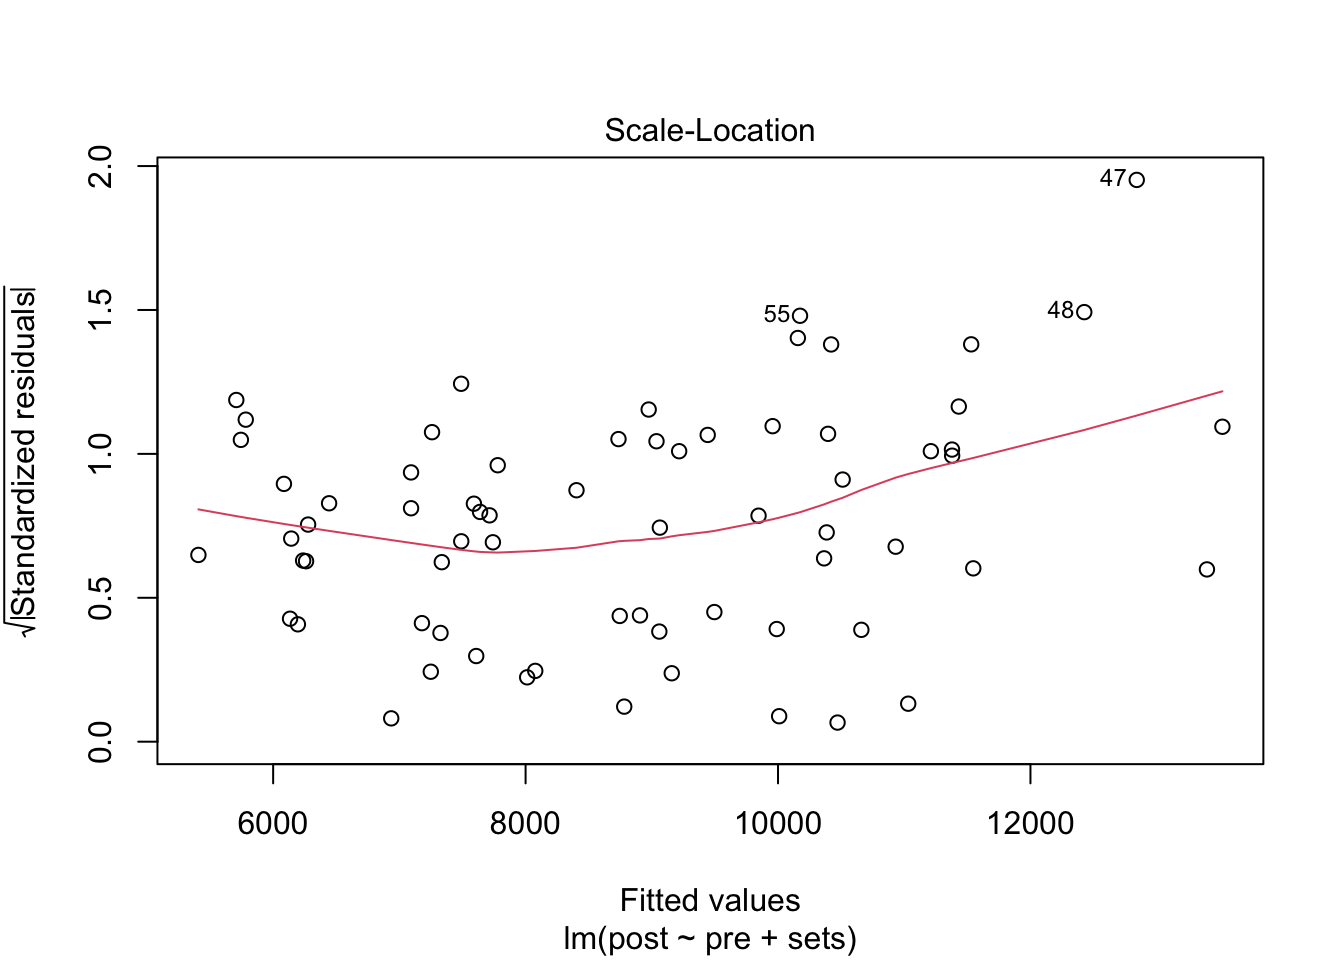 Scale-Location
√|Standardized residuals|
2.0
1.5
1.0
0.5
0.0
47
48
55
6000 8000 10000 12000
Fitted values
lm(post ~ pre + sets)